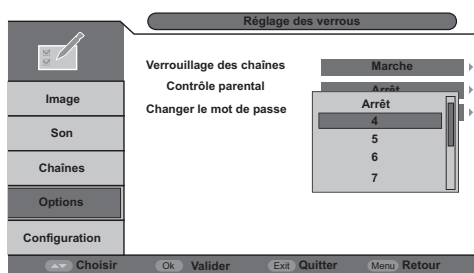 Réglage des verrous
Verrouillage des chaînes Marche
Contrôle parental Arrêt
Changer le mot de passe
Arrêt
4
5
6
7
Image
Son
Chaînes
Options
Configuration
Choisir Ok Valider Exit Quitter Menu Retour